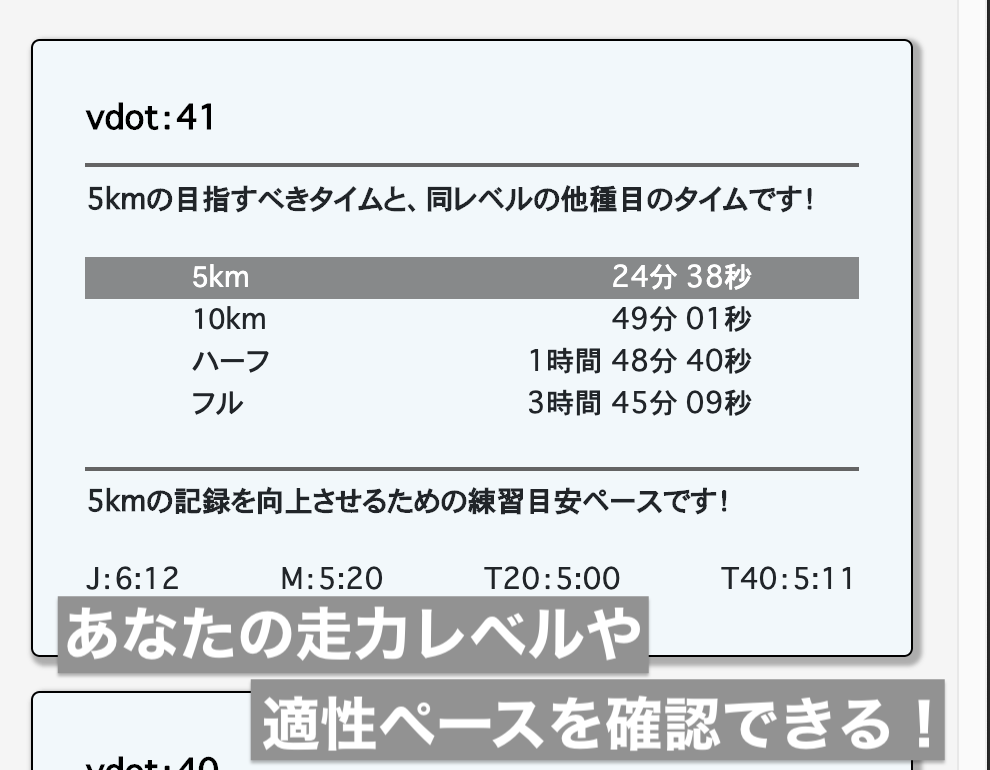 vdot:41
5kmの目指すべきタイムと、同レベルの他種目のタイムです!
5km 24分 38秒
10km 49分 01秒
ハーフ 1時間 48分 40秒
フル 3時間 45分 09秒
5kmの記録を向上させるための練習目安ペースです!
J:6:12 M:5:20 T20:5:00 T40:5:11
あなたの走力レベルや
適性ペースを確認できる！
vdot:40